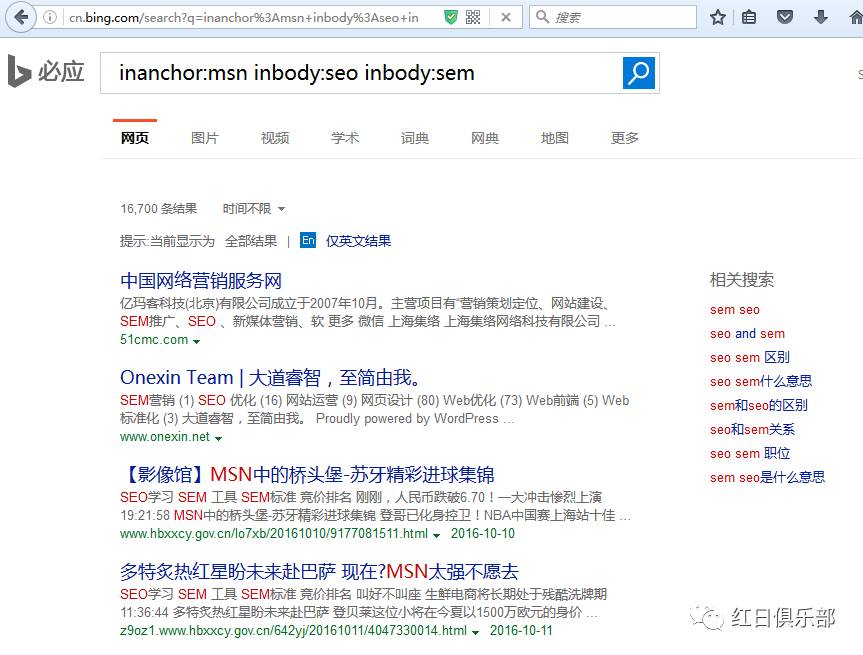 cn.bing.com/search?q=inanchor%3Amsn+inbody%3Aseo+in
搜索
必应
inanchor:msn inbody:seo inbody:sem
网页 图片 视频 学术 词典 网典 地图 更多
16,700 条结果 时间不限
提示:当前显示为 全部结果 | En 仅英文结果
中国网络营销服务网
亿玛客科技(北京)有限公司成立于2007年10月。主营项目有“营销策划定位、网站建设、
SEM推广、SEO 、新媒体营销、软 更多 微信 上海集络 上海集络网络科技有限公司 ...
51cmc.com
Onexin Team | 大道睿智，至简由我。
SEM营销 (1) SEO 优化 (16) 网站运营 (9) 网页设计 (80) Web优化 (73) Web前端 (5) Web
标准化 (3) 大道睿智，至简由我。 Proudly powered by WordPress ...
www.onexin.net
【影像馆】MSN中的桥头堡-苏牙精彩进球集锦
SEO学习 SEM 工具 SEM标准 竞价排名 刚刚，人民币跌破6.70！一大冲击惨烈上演
19:21:58 MSN中的桥头堡-苏牙精彩进球集锦 登哥已化身控卫！NBA中国赛上海站十佳 ...
www.hbxxcy.gov.cn/lo7xb/20161010/9177081511.html 2016-10-10
多特炙热红星盼未来赴巴萨 现在?MSN太强不愿去
SEO学习 SEM 工具 SEM标准 竞价排名 叫好不叫座 生鲜电商将长期处于残酷洗牌期
11:36:44 多特炙热红星盼未来赴巴萨 登贝莱这位小将在今夏以1500万欧元的身价 ...
z9oz1.www.hbxxcy.gov.cn/642yj/20161011/4047330014.html 2016-10-11
相关搜索
sem seo
seo and sem
seo sem 区别
seo sem什么意思
sem和seo的区别
seo和sem关系
seo sem 职位
sem seo是什么意思
红日俱乐部